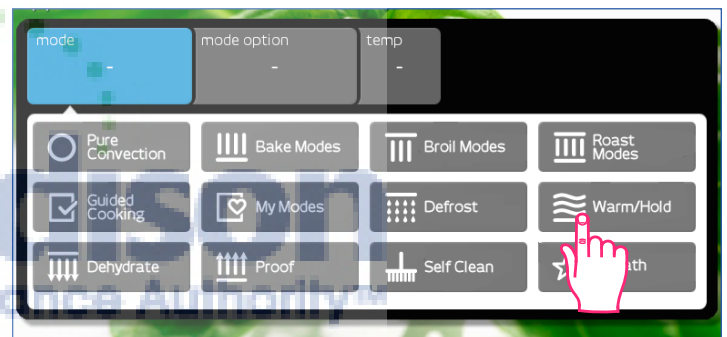 mode
mode option
temp
-
-
-
Pure
Convection
Bake Modes
Broil Modes
Roast
Modes
Guided
Cooking
My Modes
Defrost
Warm/Hold
Dehydrate
Proof
Self Clean